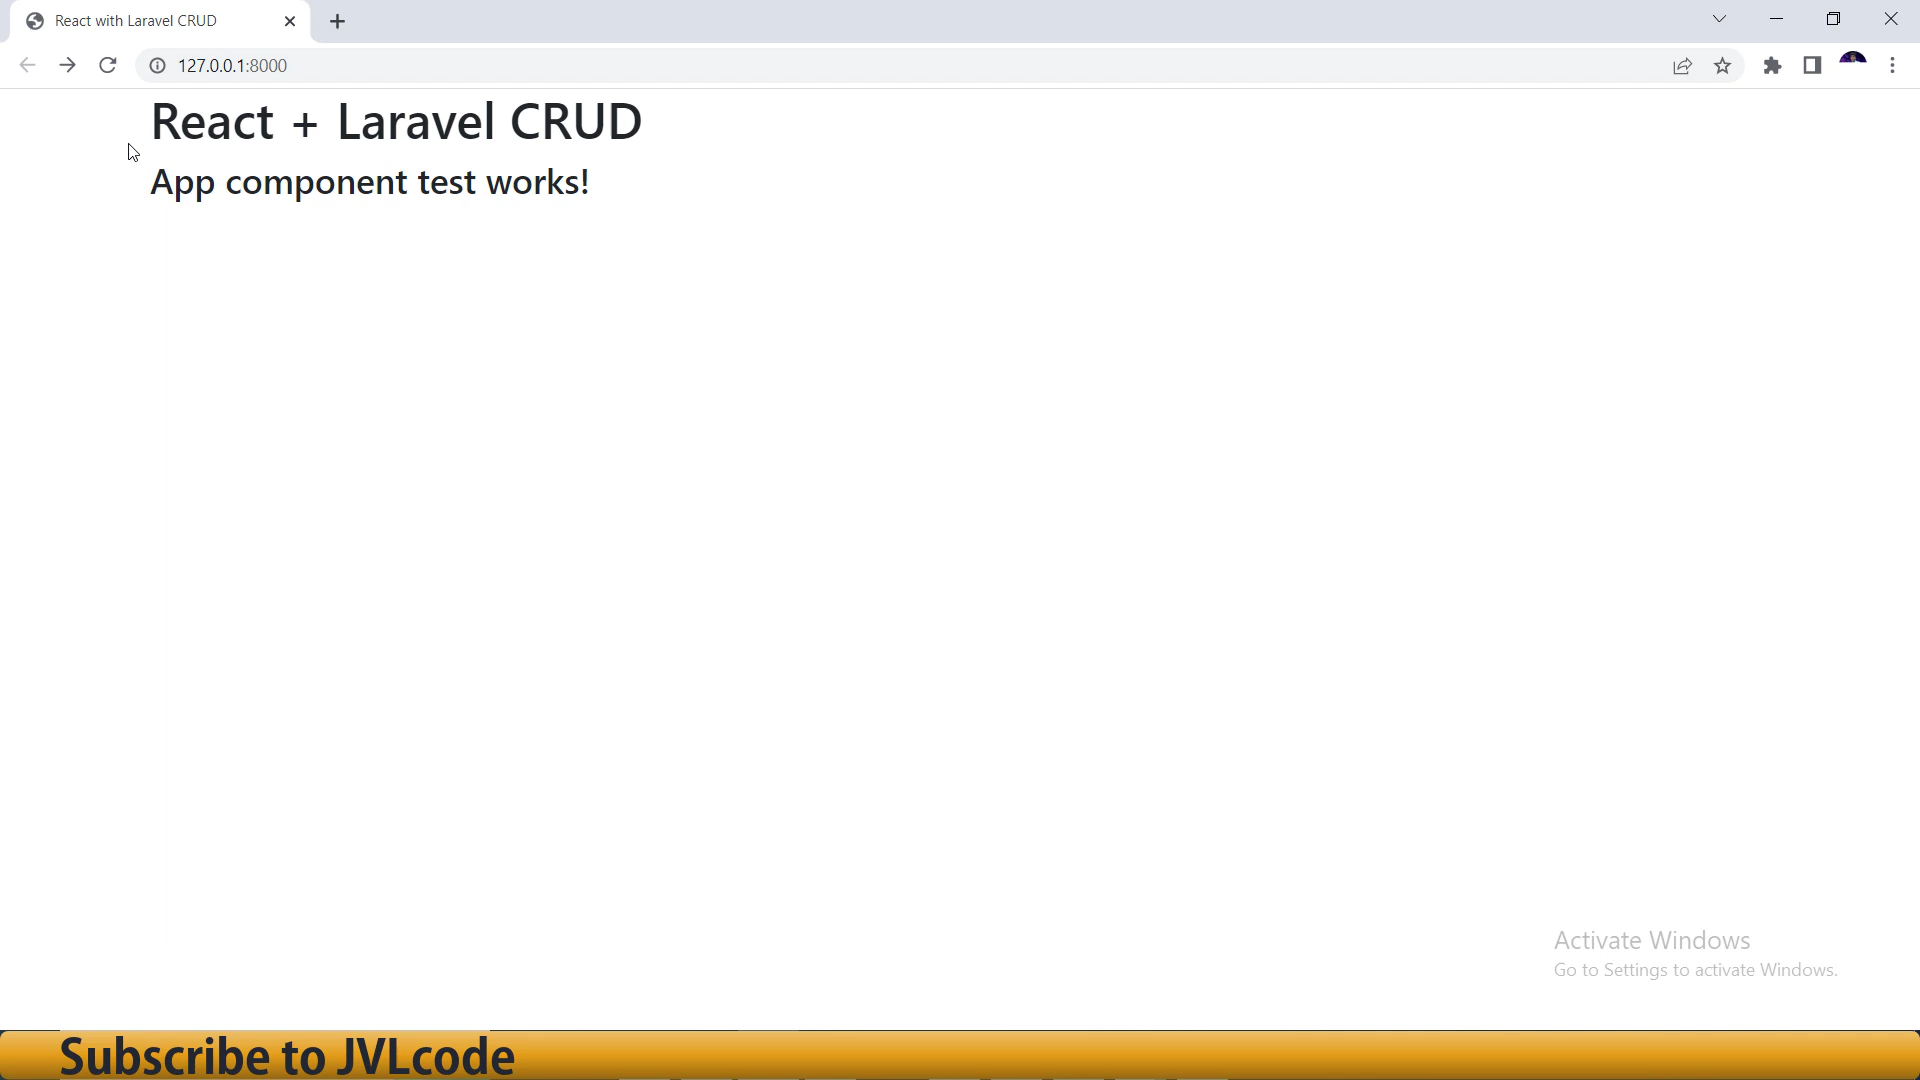 React with Laravel CRUD
127.0.0.1:8000
React + Laravel CRUD
App component test works!
Activate Windows
Go to Settings to activate Windows.
Subscribe to JVLcode